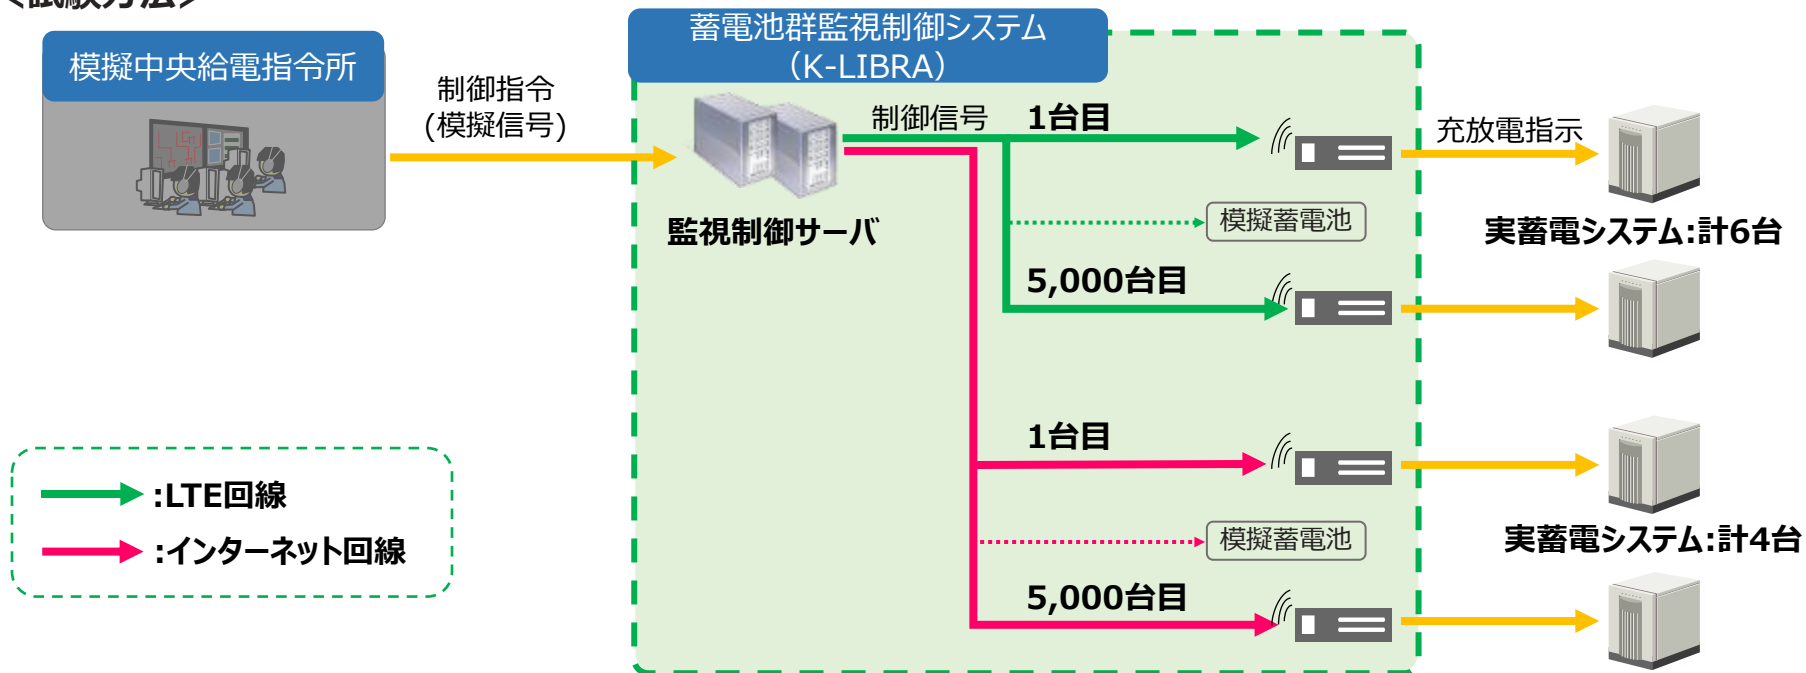 <試験方法>
模擬中央給電指令所
制御指令
(模擬信号)
蓄電池群監視制御システム
（K-LIBRA）
監視制御サーバ
制御信号
1台目
模擬蓄電池
5,000台目
充放電指示
実蓄電システム:計6台
1台目
模擬蓄電池
5,000台目
実蓄電システム:計4台
:LTE回線
:インターネット回線